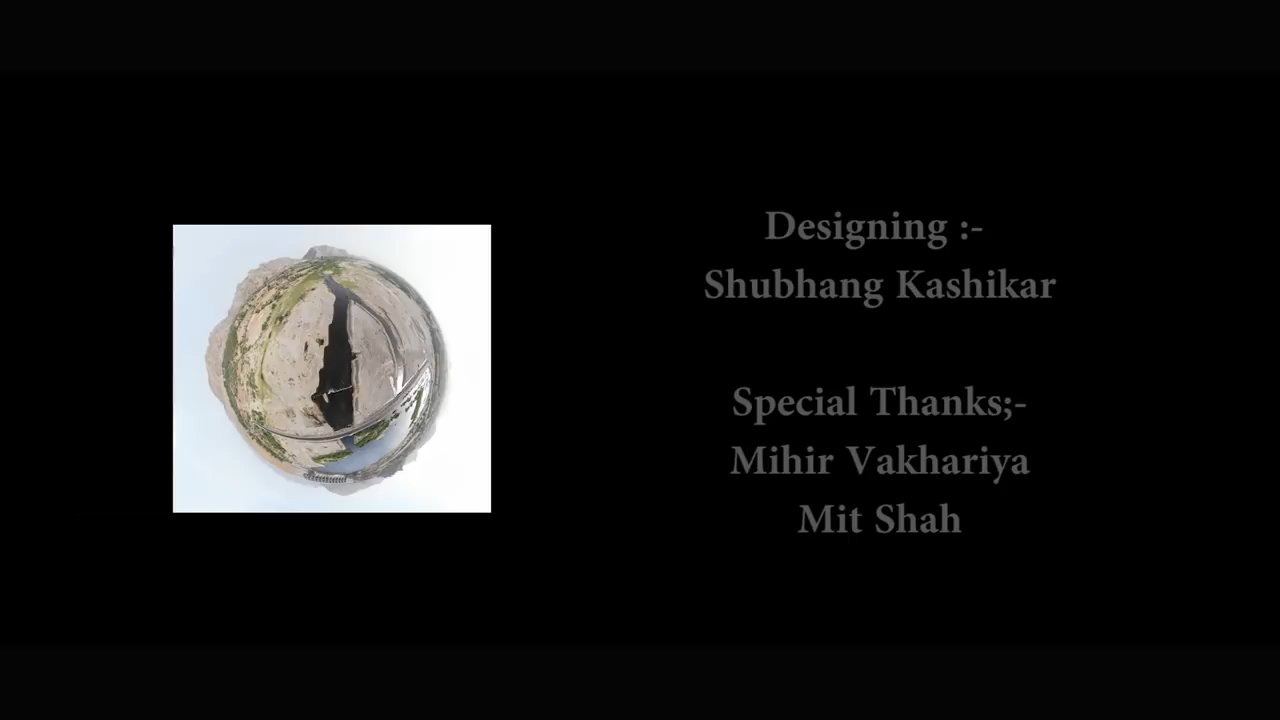 Designing :-
Shubhang Kashikar
Special Thanks;-
Mihir Vakhariya
Mit Shah